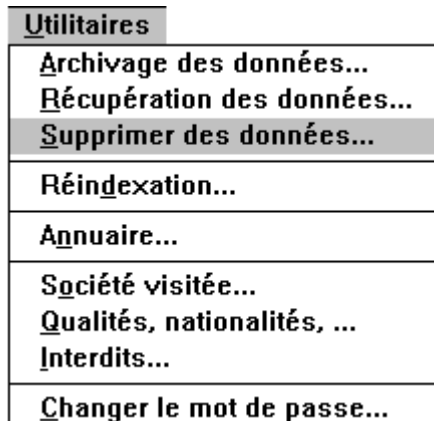 Utilitaires
Archivage des données...
Récupération des données...
Supprimer des données...
Réindexation...
Annuaire...
Société visitée...
Qualités, nationalités, ...
Interdits...
Changer le mot de passe...